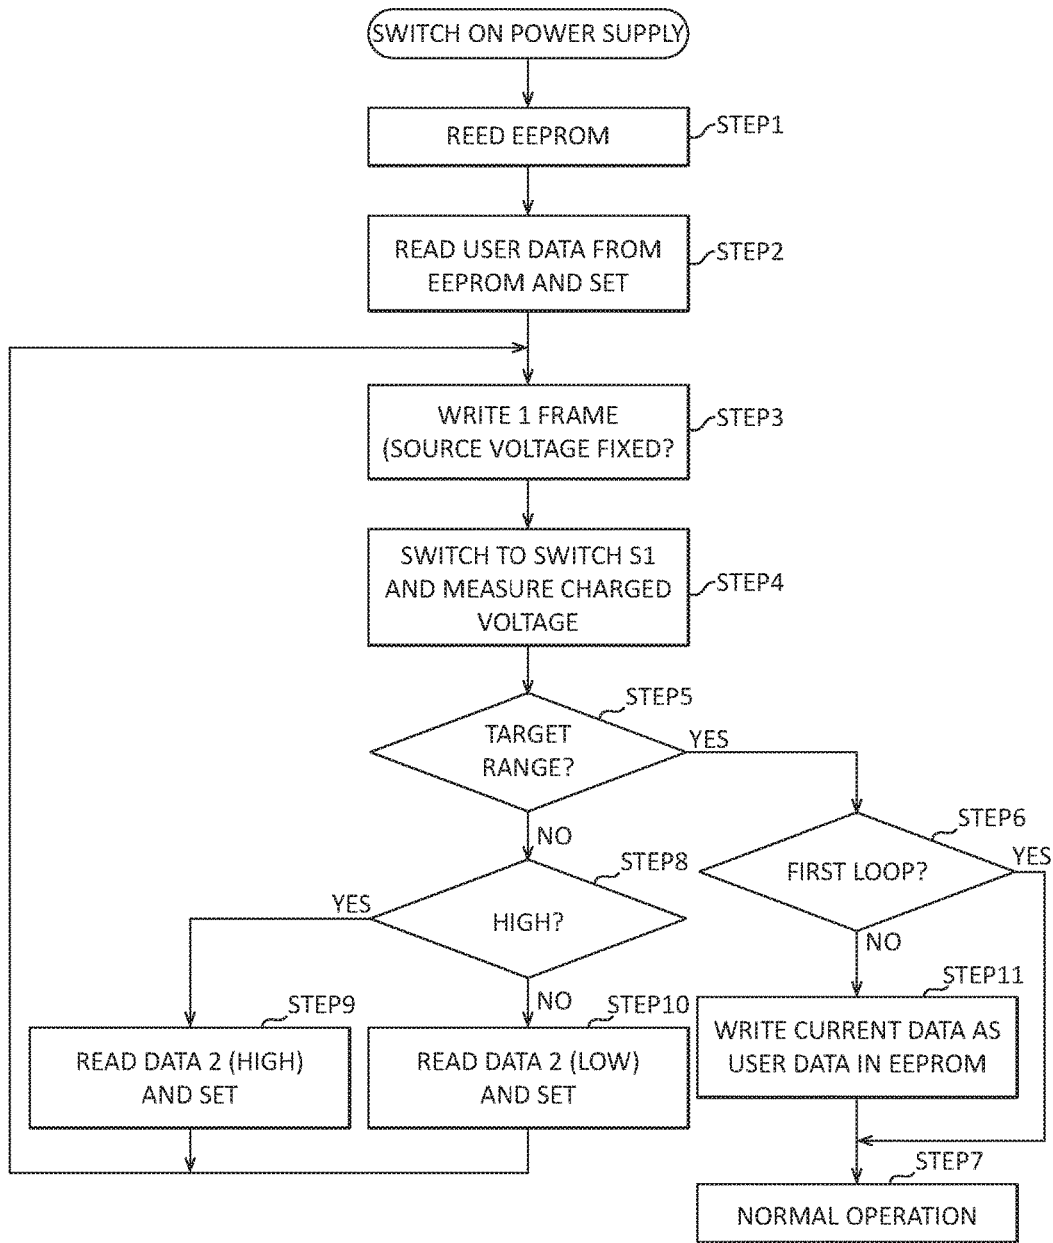 SWITCH ON POWER SUPPLY
REED EEPROM
STEP1
READ USER DATA FROM
EEPROM AND SET
STEP2
WRITE 1 FRAME
(SOURCE VOLTAGE FIXED?
STEP3
SWITCH TO SWITCH S1
AND MEASURE CHARGED
VOLTAGE
STEP4
STEP5
TARGET
RANGE?
YES
NO
STEP6
FIRST LOOP?
YES
NO
STEP8
HIGH?
YES
NO
STEP9
READ DATA 2 (HIGH)
AND SET
STEP10
READ DATA 2 (LOW)
AND SET
STEP11
WRITE CURRENT DATA AS
USER DATA IN EEPROM
STEP7
NORMAL OPERATION